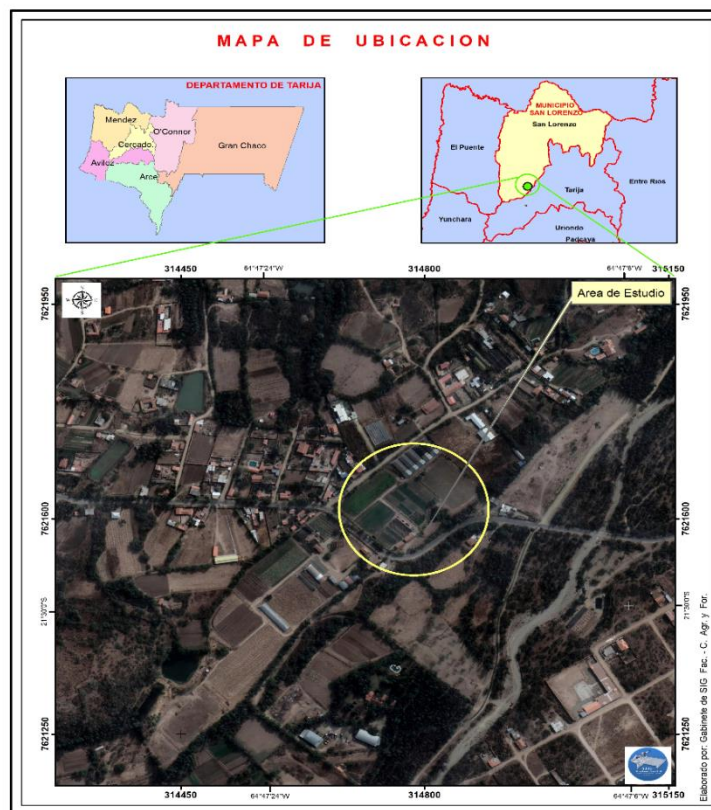 MAPA DE UBICACION
DEPARTAMENTO DE TARIJA
Mendez
O'Connor
Cercado
Gran Chaco
Aviles
Arce
MUNICIPIO
SAN LORENZO
San Lorenzo
El Puente
Tarija
Entre Rios
Yunchara
Uriondo
Padcaya
314450
64°47'24"W
314800
64°47'6"W
315150
7621950
7621950
Area de Estudio
7621600
7621600
21°30'0"S
21°30'0"S
7621250
7621250
314450
64°47'24"W
314800
64°47'6"W
315150
Elaborado por: Gabinete de SIG Fac. - C. Agr. y For.